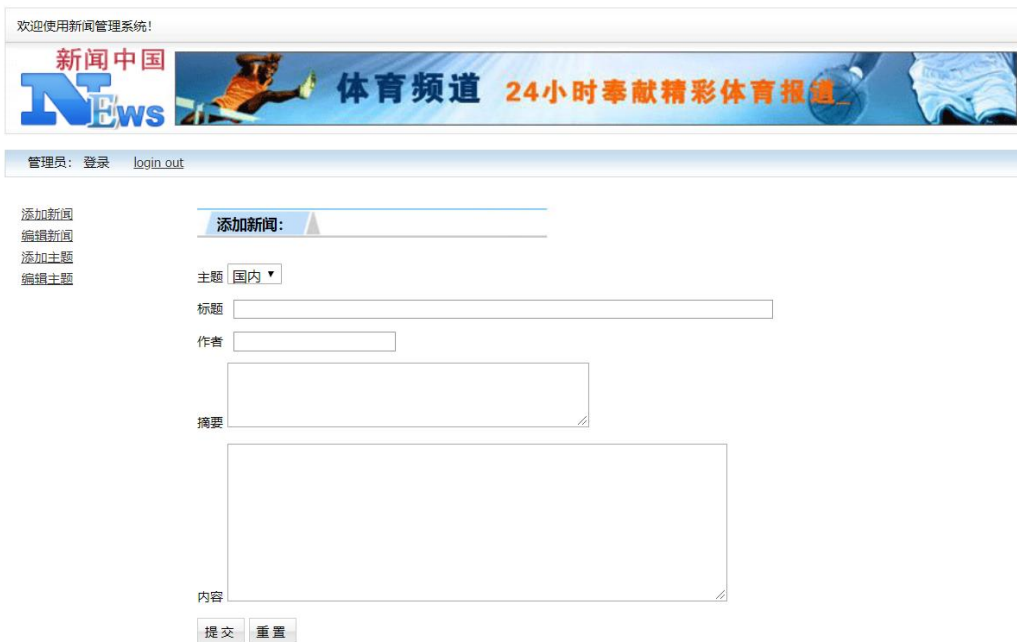 欢迎使用新闻管理系统!
新闻中国
NEws
体育频道 24小时奉献精彩体育报道_
管理员： 登录 login out
添加新闻
编辑新闻
添加主题
编辑主题
添加新闻：
主题 国内
标题
作者
摘要
内容
提交 重置